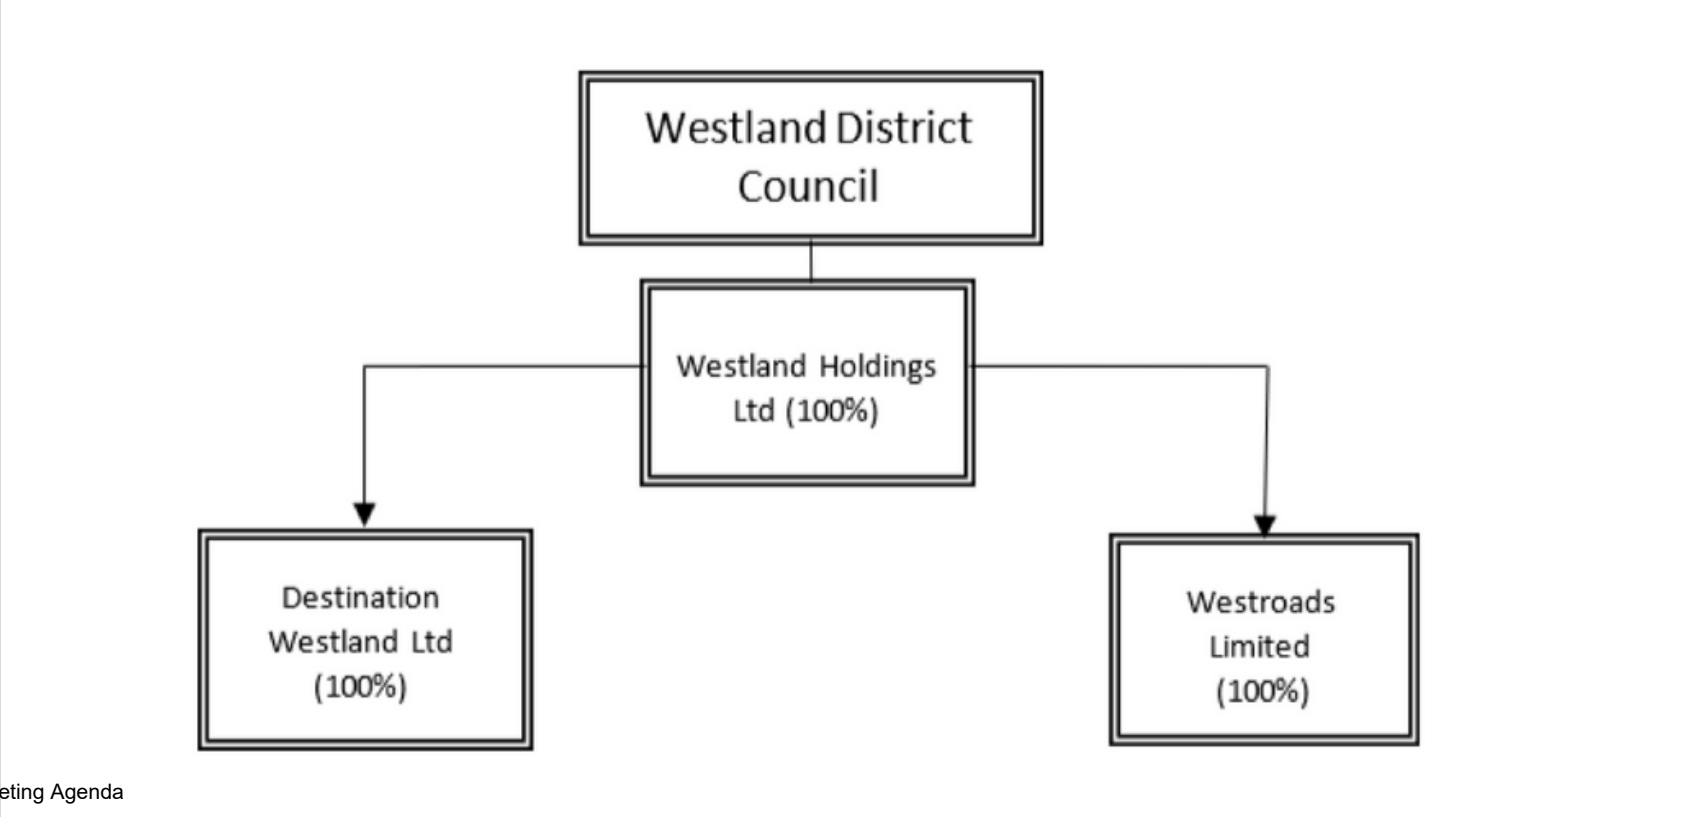 Westland District
Council
Westland Holdings
Ltd (100%)
Destination
Westland Ltd
(100%)
Westroads
Limited
(100%)
eting Agenda